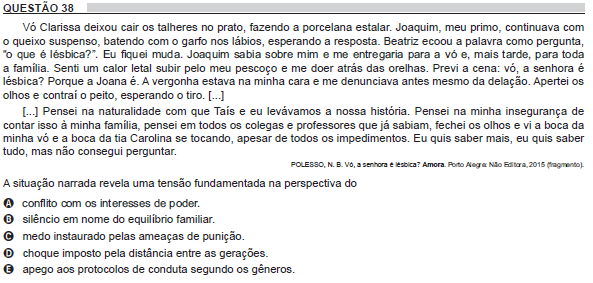 QUESTÃO 38
Vó Clarissa deixou cair os talheres no prato, fazendo a porcelana estalar. Joaquim, meu primo, continuava com
o queixo suspenso, batendo com o garfo nos lábios, esperando a resposta. Beatriz ecoou a palavra como pergunta,
“o que é lésbica?”. Eu fiquei muda. Joaquim sabia sobre mim e me entregaria para a vó e, mais tarde, para toda
a família. Senti um calor letal subir pelo meu pescoço e me doer atrás das orelhas. Previ a cena: vó, a senhora é
lésbica? Porque a Joana é. A vergonha estava na minha cara e me denunciava antes mesmo da delação. Apertei os
olhos e contraí o peito, esperando o tiro. [...]
[...] Pensei na naturalidade com que Taís e eu levávamos a nossa história. Pensei na minha insegurança de
contar isso à minha família, pensei em todos os colegas e professores que já sabiam, fechei os olhos e vi a boca da
minha vó e a boca da tia Carolina se tocando, apesar de todos os impedimentos. Eu quis saber mais, eu quis saber
tudo, mas não consegui perguntar.
POLESSO, N. B. Vó, a senhora é lésbica? Amora. Porto Alegre: Não Editora, 2015 (fragmento).
A situação narrada revela uma tensão fundamentada na perspectiva do
A conflito com os interesses de poder.
B silêncio em nome do equilíbrio familiar.
C medo instaurado pelas ameaças de punição.
D choque imposto pela distância entre as gerações.
E apego aos protocolos de conduta segundo os gêneros.